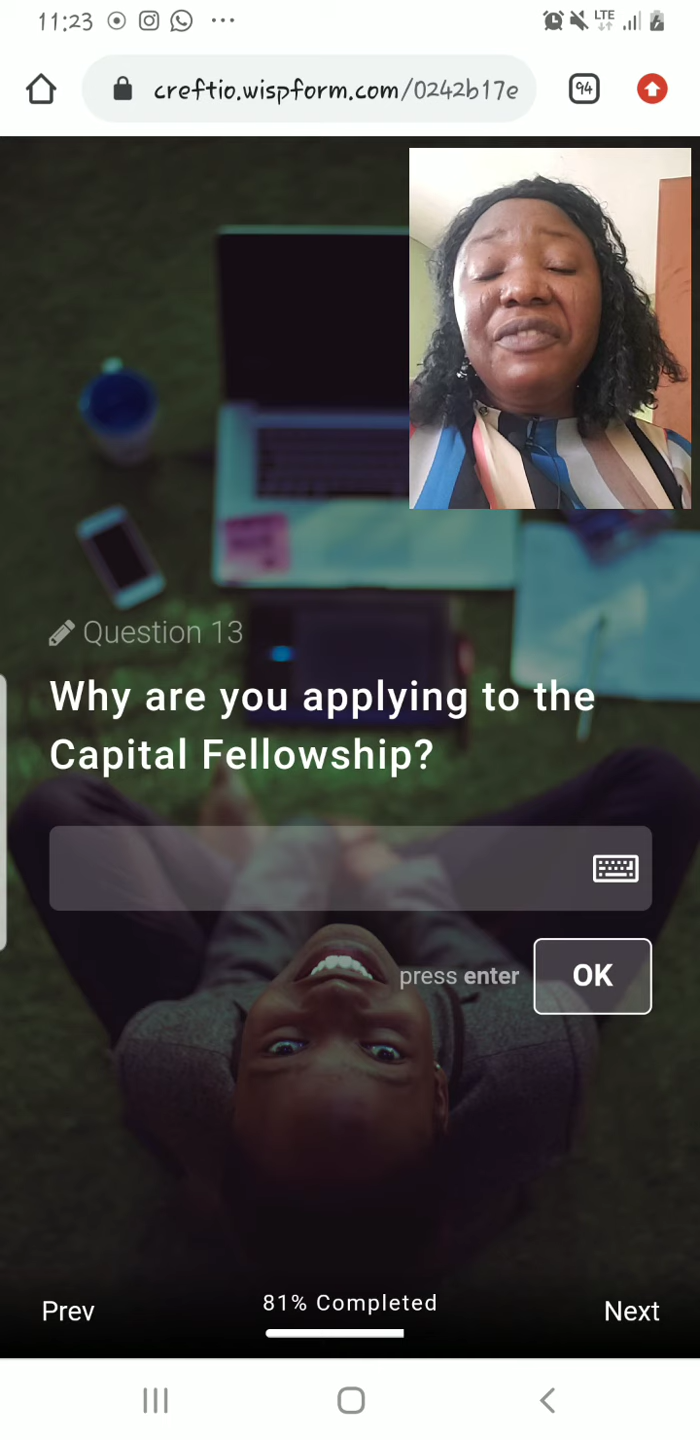 11:23
LTE
creftio.wispform.com/0242b17e
94
Question 13
Why are you applying to the
Capital Fellowship?
press enter
OK
81% Completed
Prev
Next